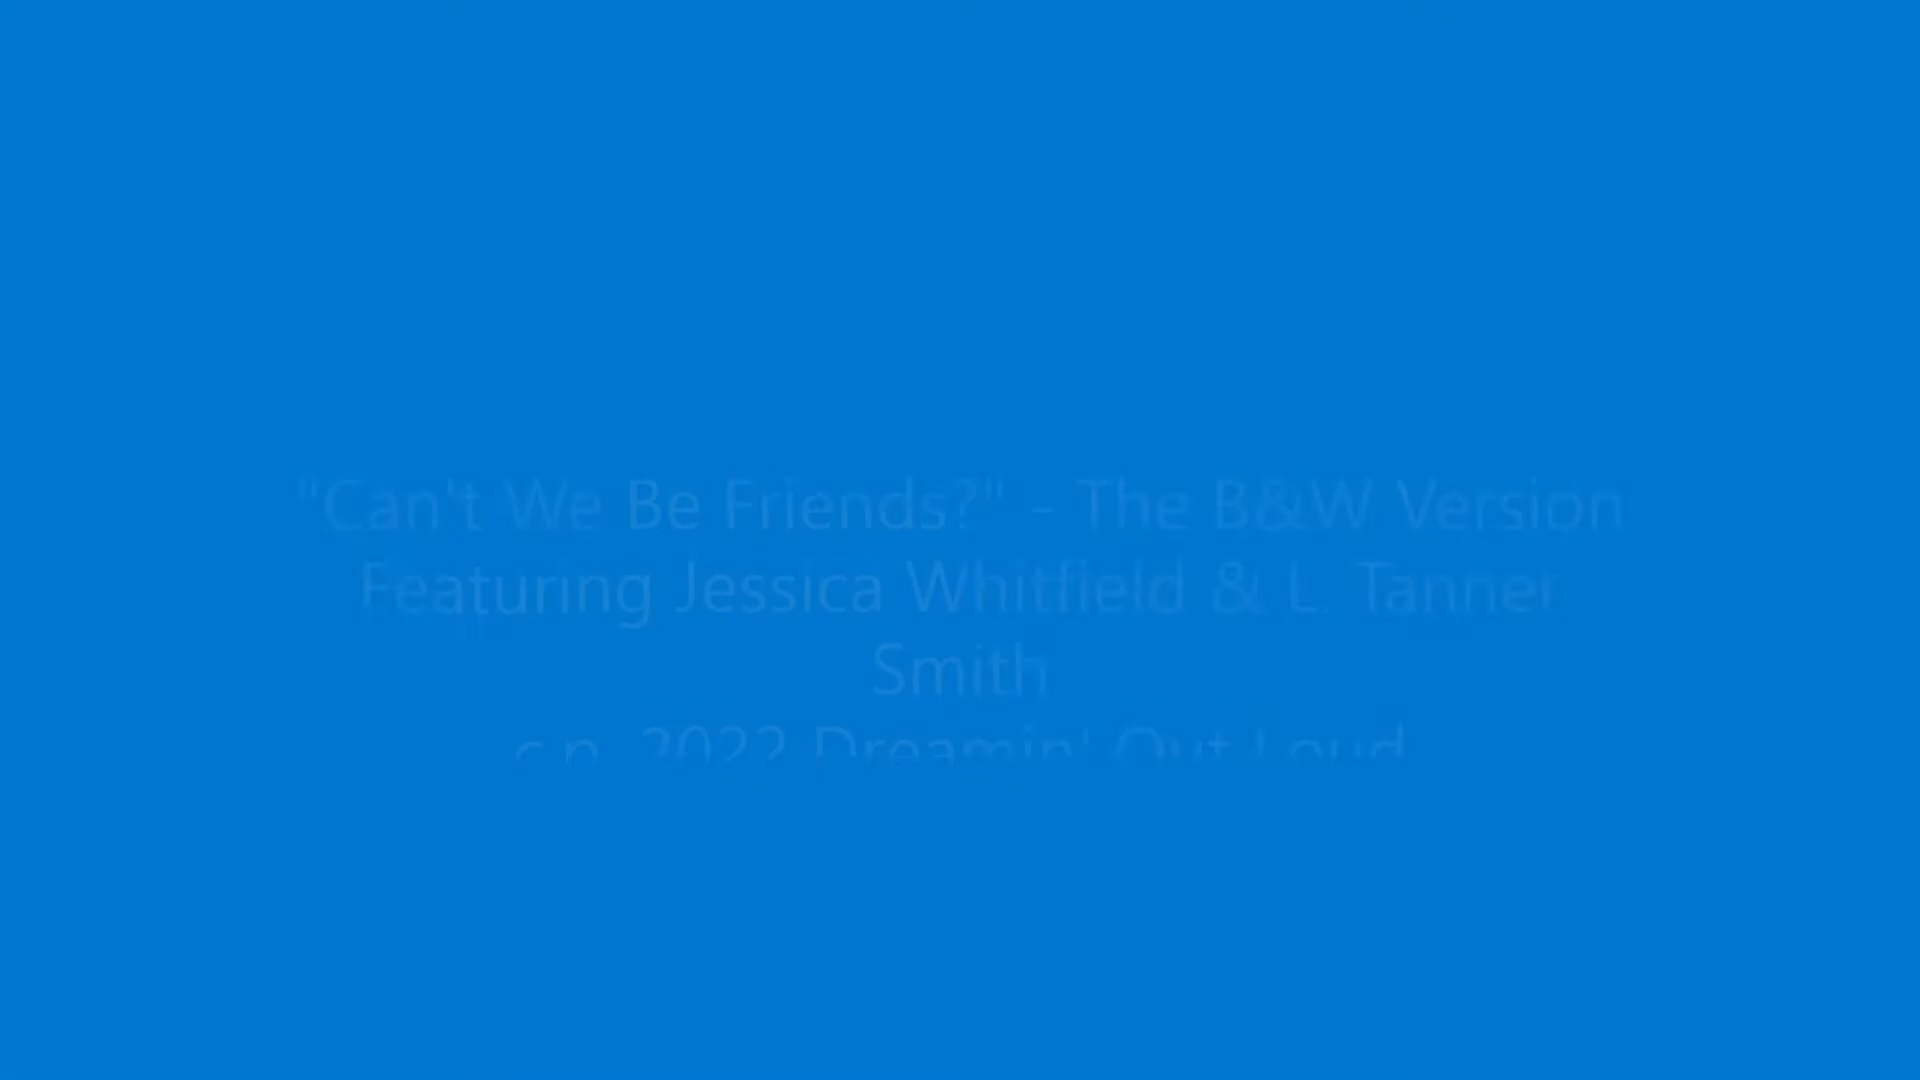 "Can't We Be Friends?" - The B&W Version
Featuring Jessica Whitfield & L. Tanner
Smith
c.p. 2022 Dreamin' Out Loud